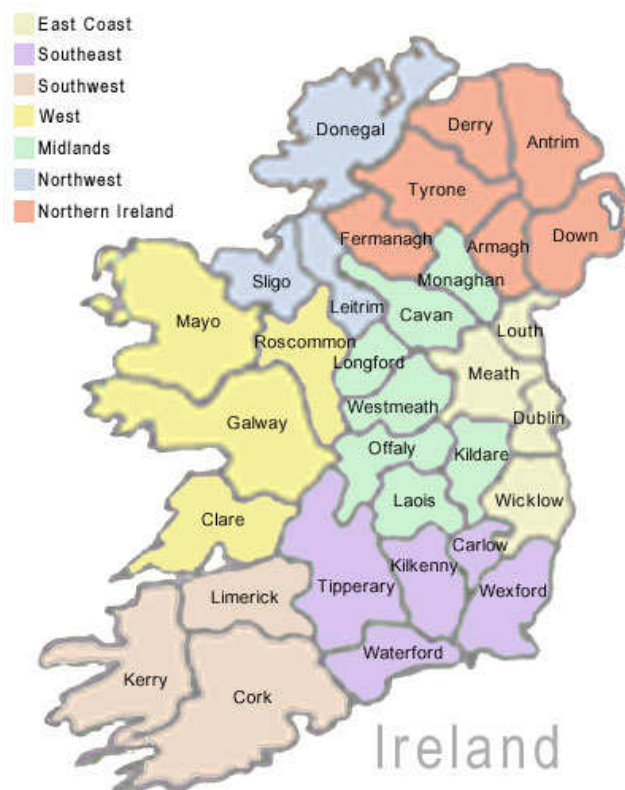 East Coast
Southeast
Southwest
West
Midlands
Northwest
Northern Ireland
Donegal
Derry
Antrim
Tyrone
Fermanagh
Armagh
Down
Monaghan
Sligo
Leitrim
Cavan
Mayo
Roscommon
Louth
Longford
Meath
Westmeath
Dublin
Galway
Offaly
Kildare
Laois
Wicklow
Clare
Carlow
Kilkenny
Tipperary
Wexford
Limerick
Waterford
Kerry
Cork
Ireland